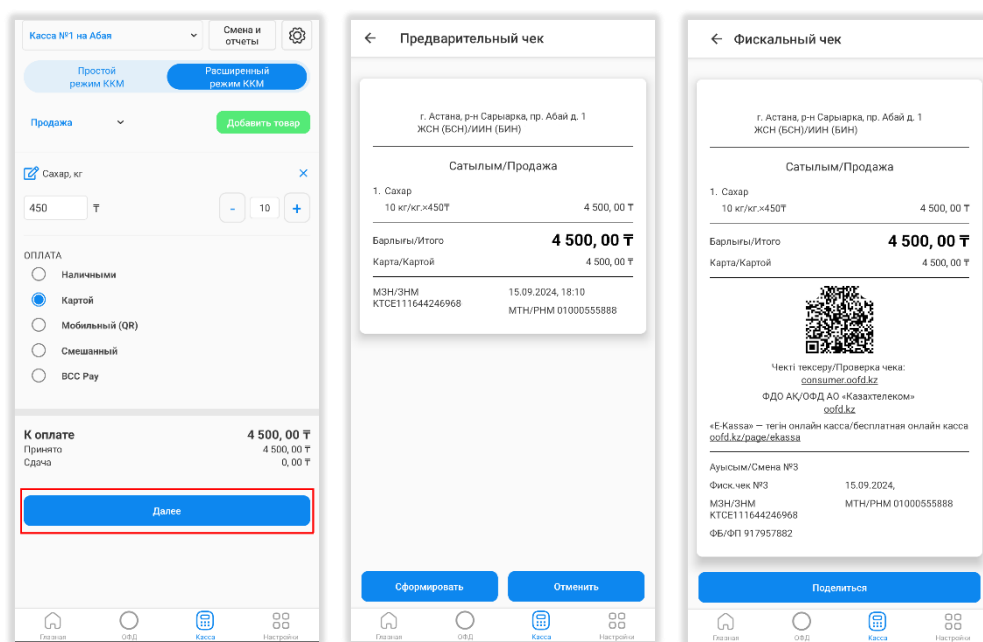 Касса №1 на Абая
Смена и
отчеты
Простой
режим ККМ
Расширенный
режим ККМ
Продажа
Добавить товар
Сахар, кг
450 ₸
- 10 +
ОПЛАТА
Наличными
Картой
Мобильный (QR)
Смешанный
BCC Pay
К оплате 4 500, 00 ₸
Принято 4 500, 00 ₸
Сдача 0, 00 ₸
Далее
Главная ОФД Касса Настройки
Предварительный чек
г. Астана, р-н Сарыарка, пр. Абай д. 1
ЖСН (БСН)/ИИН (БИН)
Сатылым/Продажа
1. Сахар
10 кг/кг.×450₸ 4 500, 00 ₸
Барлығы/Итого 4 500, 00 ₸
Карта/Картой 4 500, 00 ₸
МЗН/ЗНМ 15.09.2024, 18:10
KTCE111644246968
МТН/РНМ 01000555888
Сформировать Отменить
Главная ОФД Касса Настройки
Фискальный чек
г. Астана, р-н Сарыарка, пр. Абай д. 1
ЖСН (БСН)/ИИН (БИН)
Сатылым/Продажа
1. Сахар
10 кг/кг.×450₸ 4 500, 00 ₸
Барлығы/Итого 4 500, 00 ₸
Карта/Картой 4 500, 00 ₸
Чекті тексеру/Проверка чека:
consumer.oofd.kz
ФДО АҚ/ОФД АО «Казахтелеком»
oofd.kz
«E-Kassa» — тегін онлайн касса/бесплатная онлайн касса
oofd.kz/page/ekassa
Ауысым/Смена №3
Фиск.чек №3 15.09.2024,
МЗН/ЗНМ МТН/РНМ 01000555888
KTCE111644246968
ФБ/ФП 917957882
Поделиться
Главная ОФД Касса Настройки